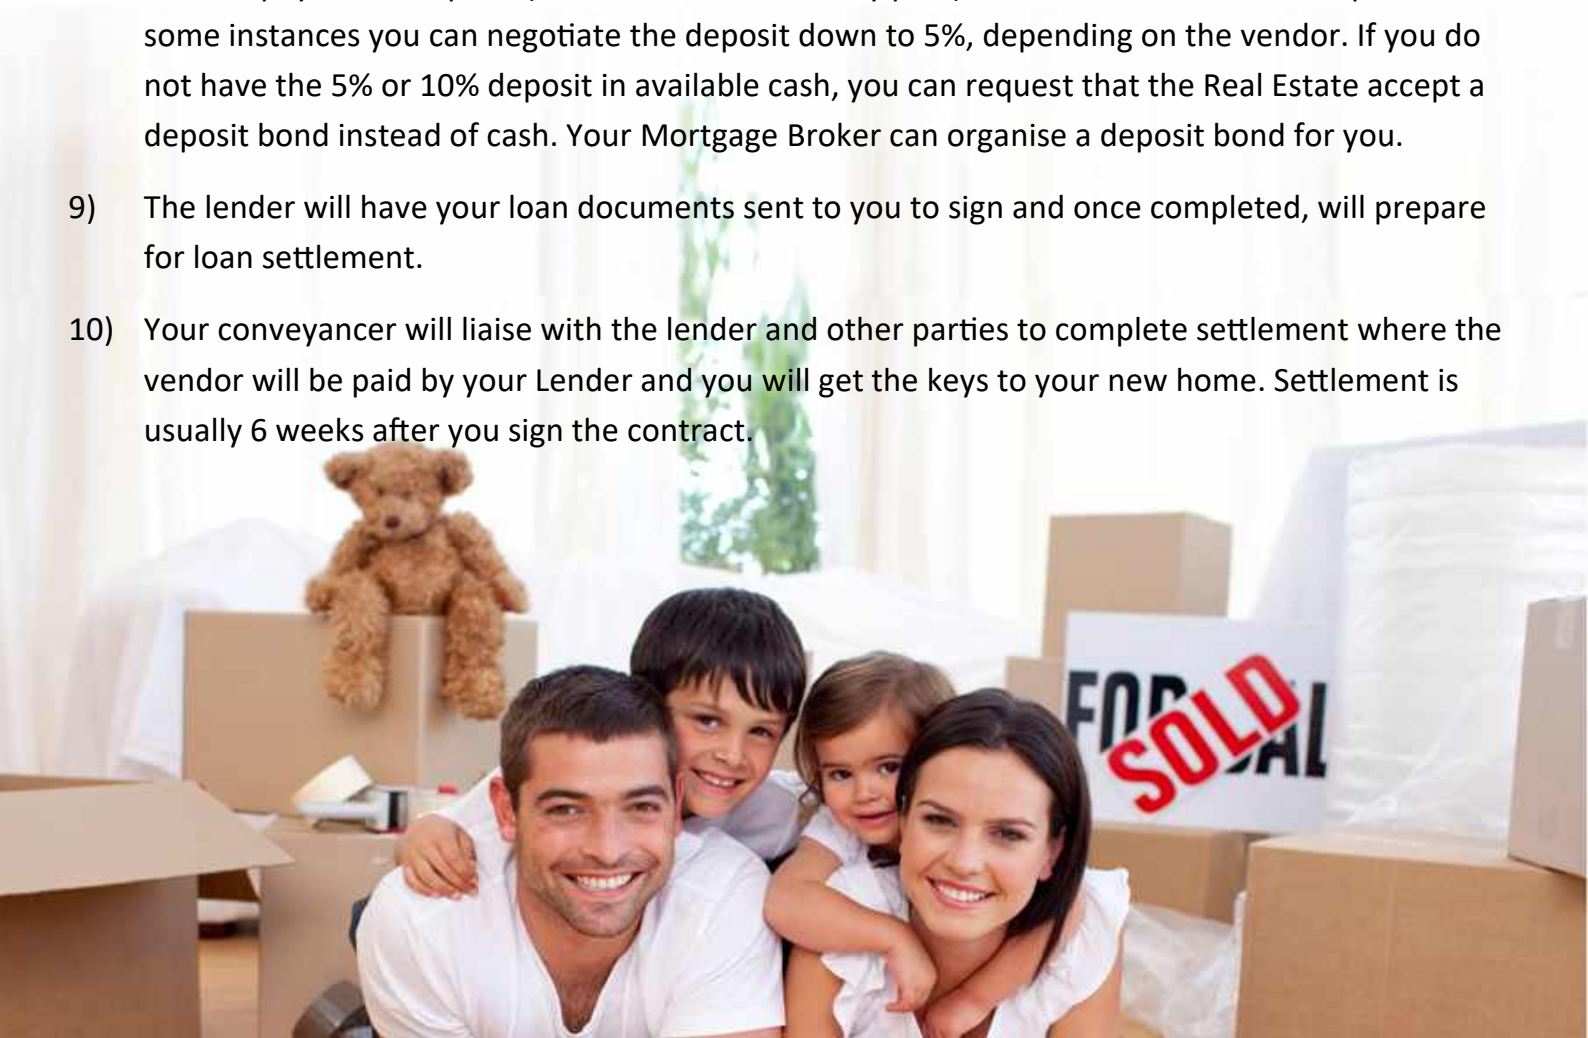 some instances you can negotiate the deposit down to 5%, depending on the vendor. If you do
not have the 5% or 10% deposit in available cash, you can request that the Real Estate accept a
deposit bond instead of cash. Your Mortgage Broker can organise a deposit bond for you.
9) The lender will have your loan documents sent to you to sign and once completed, will prepare
for loan settlement.
10) Your conveyancer will liaise with the lender and other parties to complete settlement where the
vendor will be paid by your Lender and you will get the keys to your new home. Settlement is
usually 6 weeks after you sign the contract.
FOR
SOLD